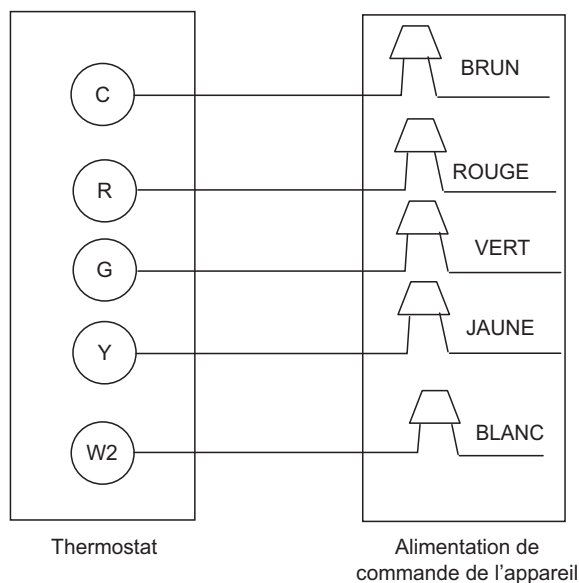 C
BRUN
R
ROUGE
G
VERT
Y
JAUNE
W2
BLANC
Thermostat
Alimentation de
commande de l’appareil